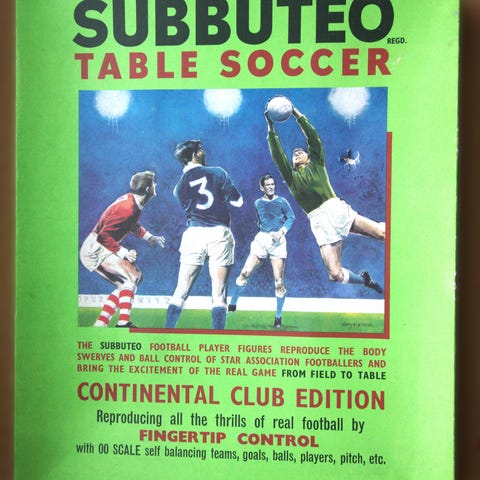 SUBBUTEO
REGD.
TABLE SOCCER
3
THE SUBBUTEO FOOTBALL PLAYER FIGURES REPRODUCE THE BODY
SWERVES AND BALL CONTROL OF STAR ASSOCIATION FOOTBALLERS AND
BRING THE EXCITEMENT OF THE REAL GAME FROM FIELD TO TABLE
CONTINENTAL CLUB EDITION
Reproducing all the thrills of real football by
FINGERTIP CONTROL
with 00 SCALE self balancing teams, goals, balls, players, pitch, etc.